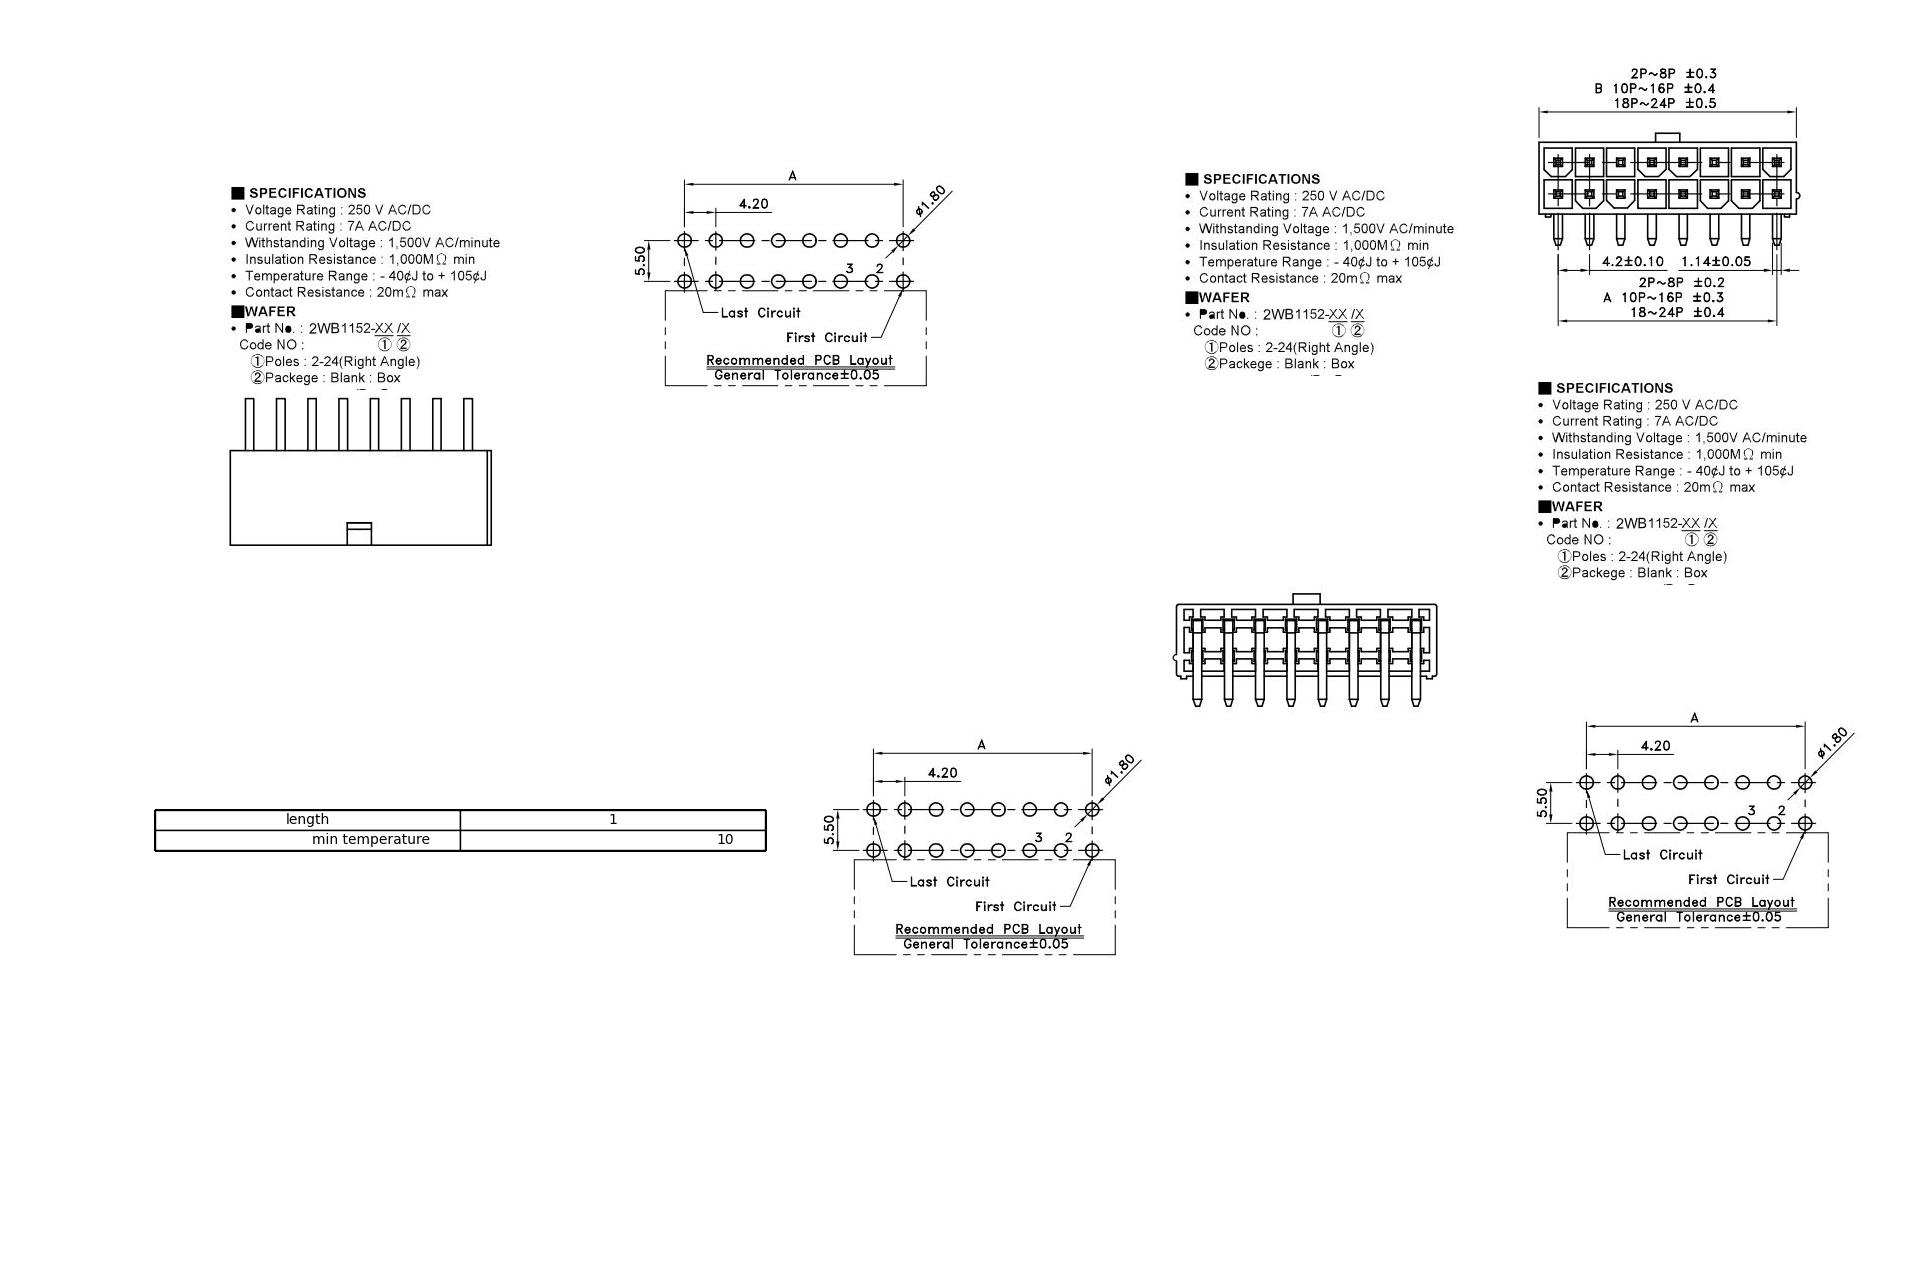 2P~8P ±0.3
B 10P~16P ±0.4
18P~24P ±0.5
4.2±0.10 1.14±0.05
2P~8P ±0.2
A 10P~16P ±0.3
18~24P ±0.4
■ SPECIFICATIONS
• Voltage Rating : 250 V AC/DC
• Current Rating : 7A AC/DC
• Withstanding Voltage : 1,500V AC/minute
• Insulation Resistance : 1,000MΩ min
• Temperature Range : - 40¢J to + 105¢J
• Contact Resistance : 20mΩ max
■WAFER
• Part No. : 2WB1152-XX /X
Code NO : ① ②
①Poles : 2-24(Right Angle)
②Packege : Blank : Box
A
4.20
ø1.80
5.50
3 2
Last Circuit
First Circuit
Recommended PCB Layout
General Tolerance±0.05
■ SPECIFICATIONS
• Voltage Rating : 250 V AC/DC
• Current Rating : 7A AC/DC
• Withstanding Voltage : 1,500V AC/minute
• Insulation Resistance : 1,000MΩ min
• Temperature Range : - 40¢J to + 105¢J
• Contact Resistance : 20mΩ max
■WAFER
• Part No. : 2WB1152-XX /X
Code NO : ① ②
①Poles : 2-24(Right Angle)
②Packege : Blank : Box
■ SPECIFICATIONS
• Voltage Rating : 250 V AC/DC
• Current Rating : 7A AC/DC
• Withstanding Voltage : 1,500V AC/minute
• Insulation Resistance : 1,000MΩ min
• Temperature Range : - 40¢J to + 105¢J
• Contact Resistance : 20mΩ max
■WAFER
• Part No. : 2WB1152-XX /X
Code NO : ① ②
①Poles : 2-24(Right Angle)
②Packege : Blank : Box
length 1
min temperature 10
A
4.20
ø1.80
5.50
3 2
Last Circuit
First Circuit
Recommended PCB Layout
General Tolerance±0.05
A
4.20
ø1.80
5.50
3 2
Last Circuit
First Circuit
Recommended PCB Layout
General Tolerance±0.05